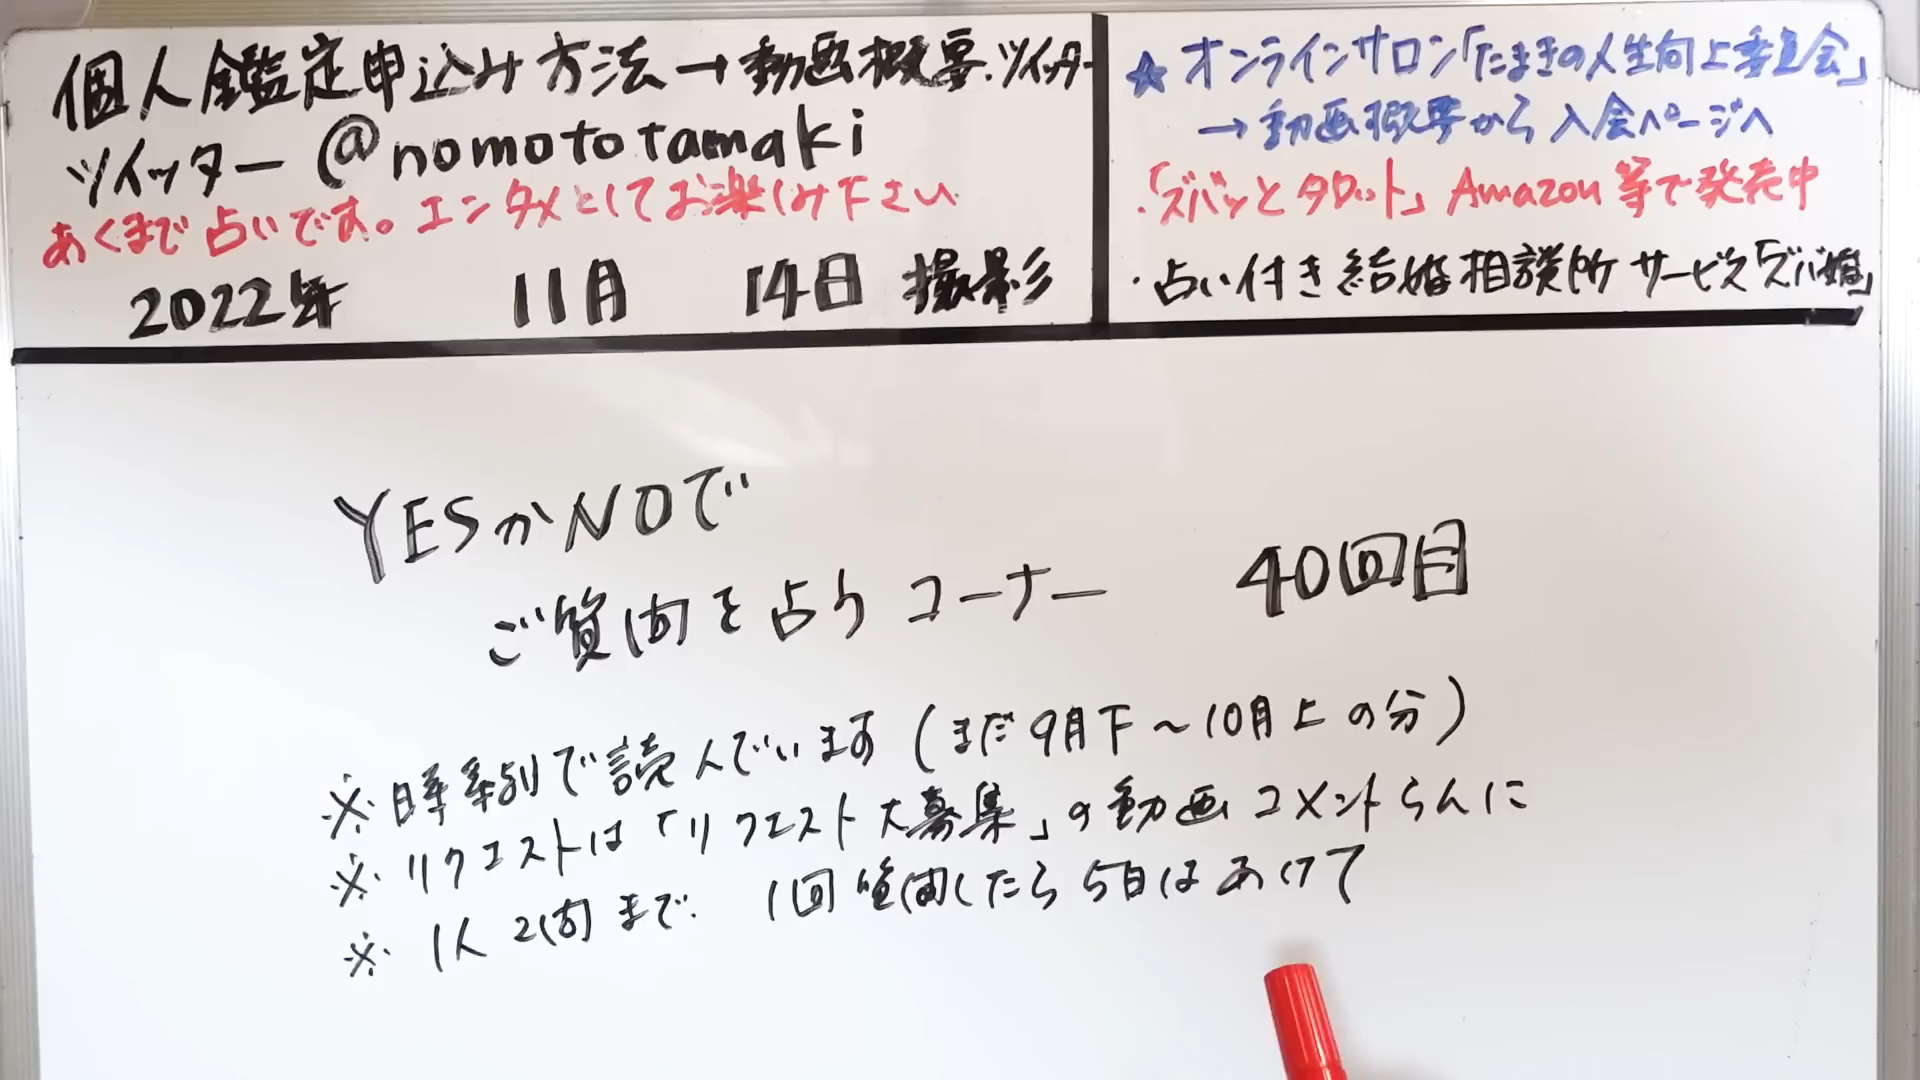 個人鑑定申込み方法→動画概要.ツイッター
ツイッター @nomototamaki
あくまで占いです。エンタメとしてお楽しみ下さい
2022年 11月 14日 撮影
☆オンラインサロン「たまきの人生向上委員会」
→動画概要から入会ページへ
・「ズバッとタロット」Amazon等で発売中
・占い付き結婚相談所サービス「ズバ婚」
YESかNOで
ご質問を占うコーナー 40回目
※時系列で読んでいます(まだ9月下~10月上の分)
※リクエストは「リクエスト大募集」の動画コメントらんに
※1人2問まで. 1回質問したら5日はあけて